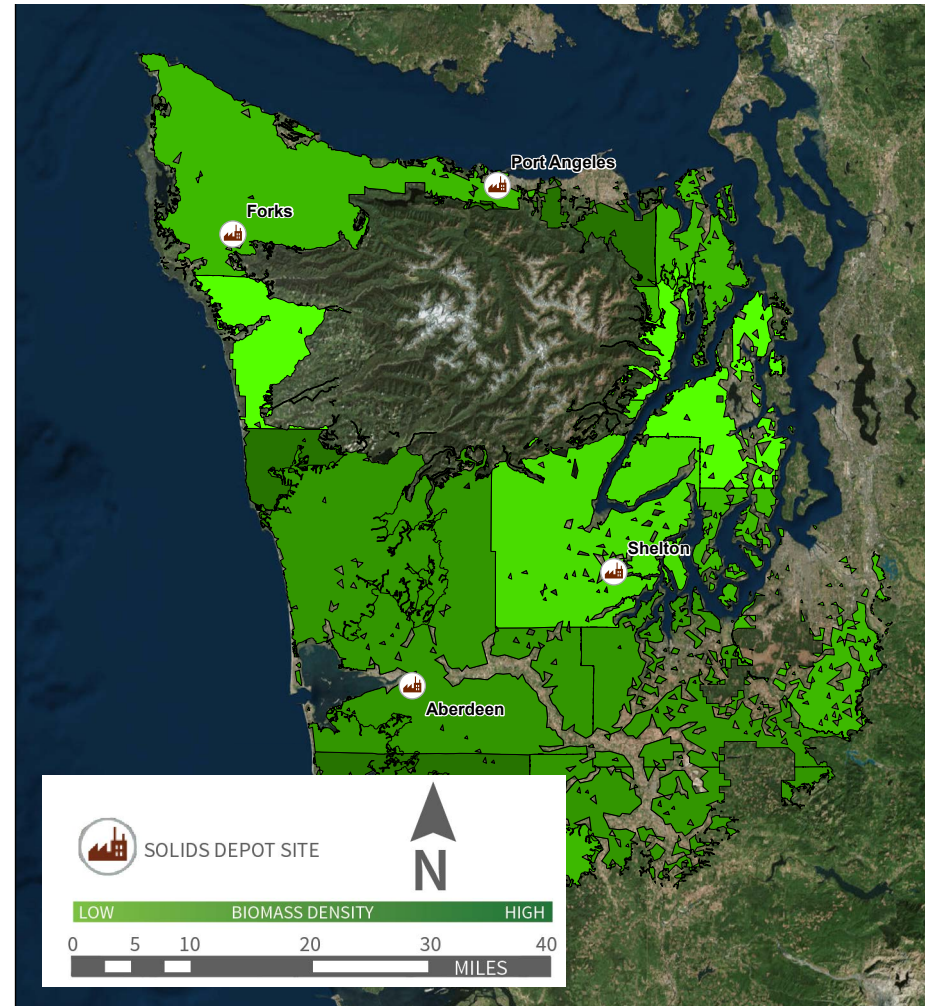 Port Angeles
Forks
Shelton
Aberdeen
N
SOLIDS DEPOT SITE
LOW BIOMASS DENSITY HIGH
0 5 10 20 30 40
MILES